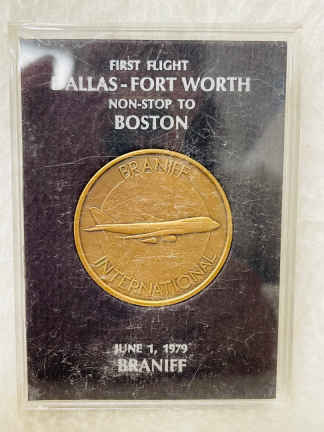 FIRST FLIGHT
DALLAS-FORT WORTH
NON-STOP TO
BOSTON
BRANIFF
INTERNATIONAL
JUNE 1, 1979
BRANIFF